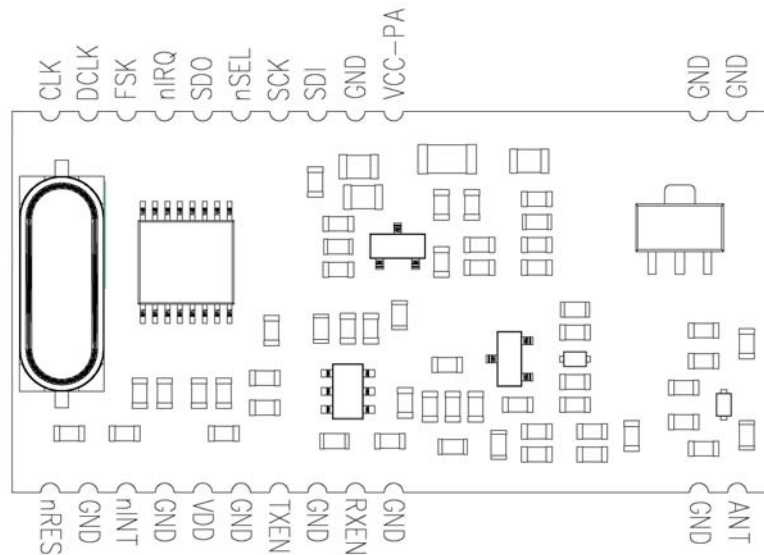 CLK DCLK FSK nIRQ SDO nSEL SCK SDI GND VCC-PA GND GND
nRES GND nINT GND VDD GND TXEN GND RXEN GND GND ANT